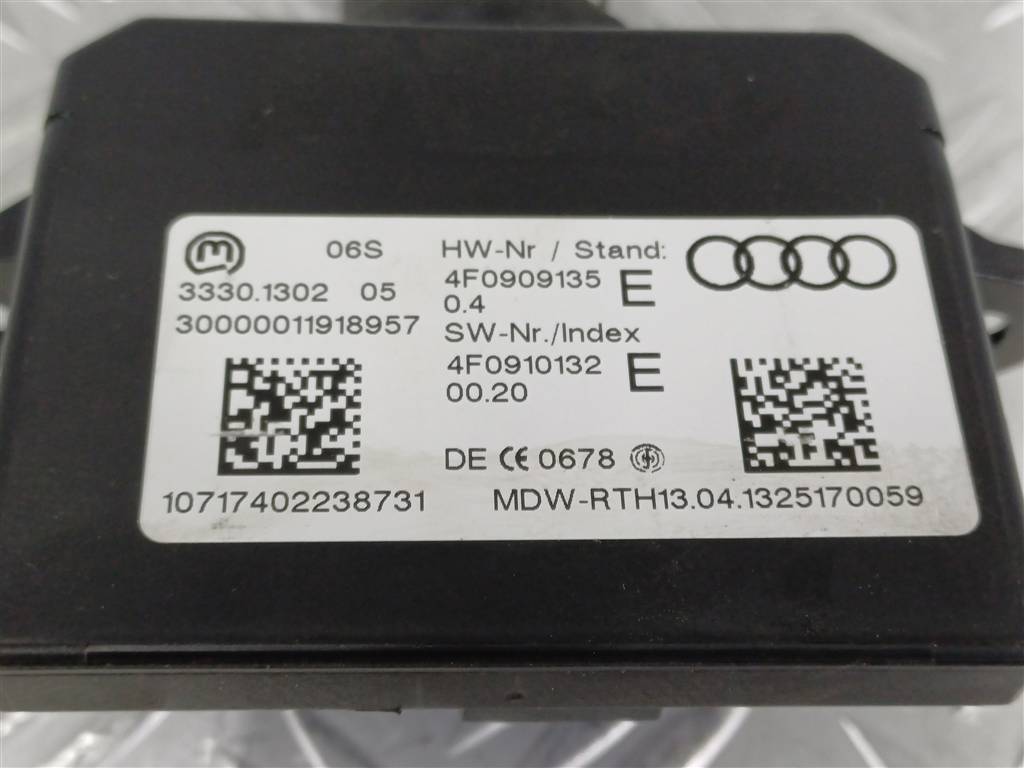 m 06S
3330.1302 05
30000011918957
HW-Nr / Stand:
4F0909135 E
0.4
SW-Nr./Index
4F0910132 E
00.20
DE CE 0678
10717402238731
MDW-RTH13.04.1325170059